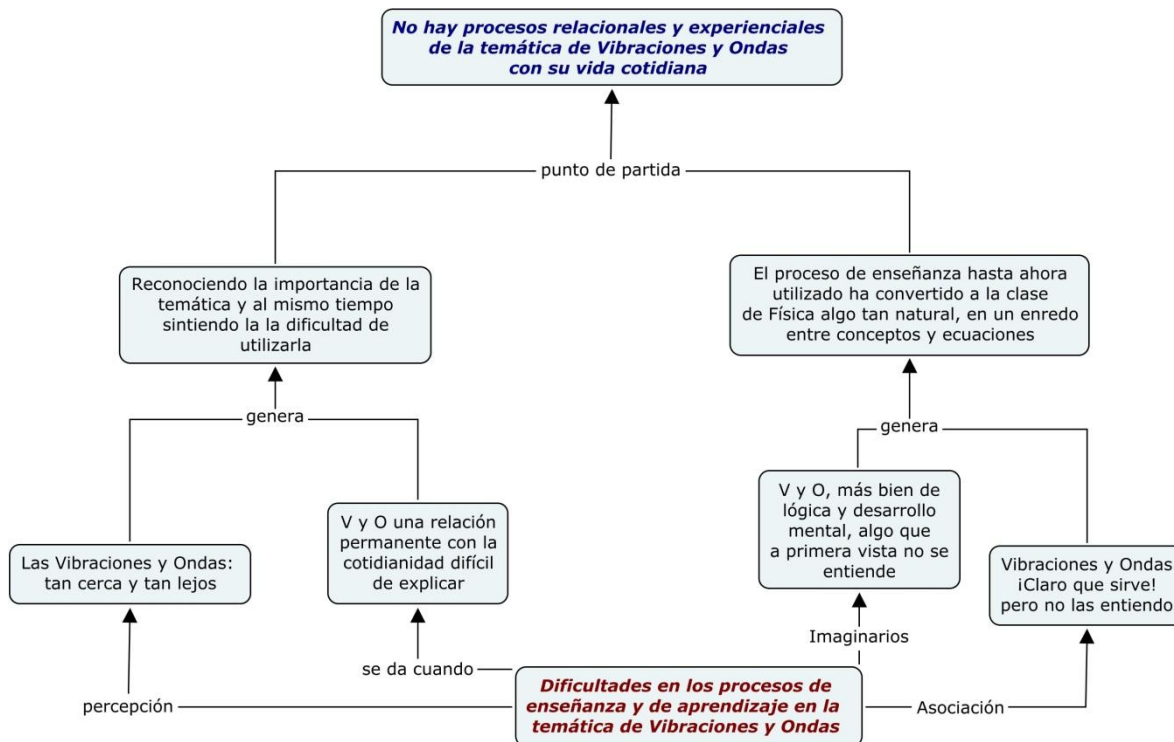 No hay procesos relacionales y experienciales
de la temática de Vibraciones y Ondas
con su vida cotidiana
punto de partida
Reconociendo la importancia de la
temática y al mismo tiempo
sintiendo la la dificultad de
utilizarla
El proceso de enseñanza hasta ahora
utilizado ha convertido a la clase
de Física algo tan natural, en un enredo
entre conceptos y ecuaciones
genera
genera
Las Vibraciones y Ondas:
tan cerca y tan lejos
V y O una relación
permanente con la
cotidianidad difícil
de explicar
V y O, más bien de
lógica y desarrollo
mental, algo que
a primera vista no se
entiende
Vibraciones y Ondas
¡Claro que sirve!
pero no las entiendo
percepción
se da cuando
Imaginarios
Asociación
Dificultades en los procesos de
enseñanza y de aprendizaje en la
temática de Vibraciones y Ondas